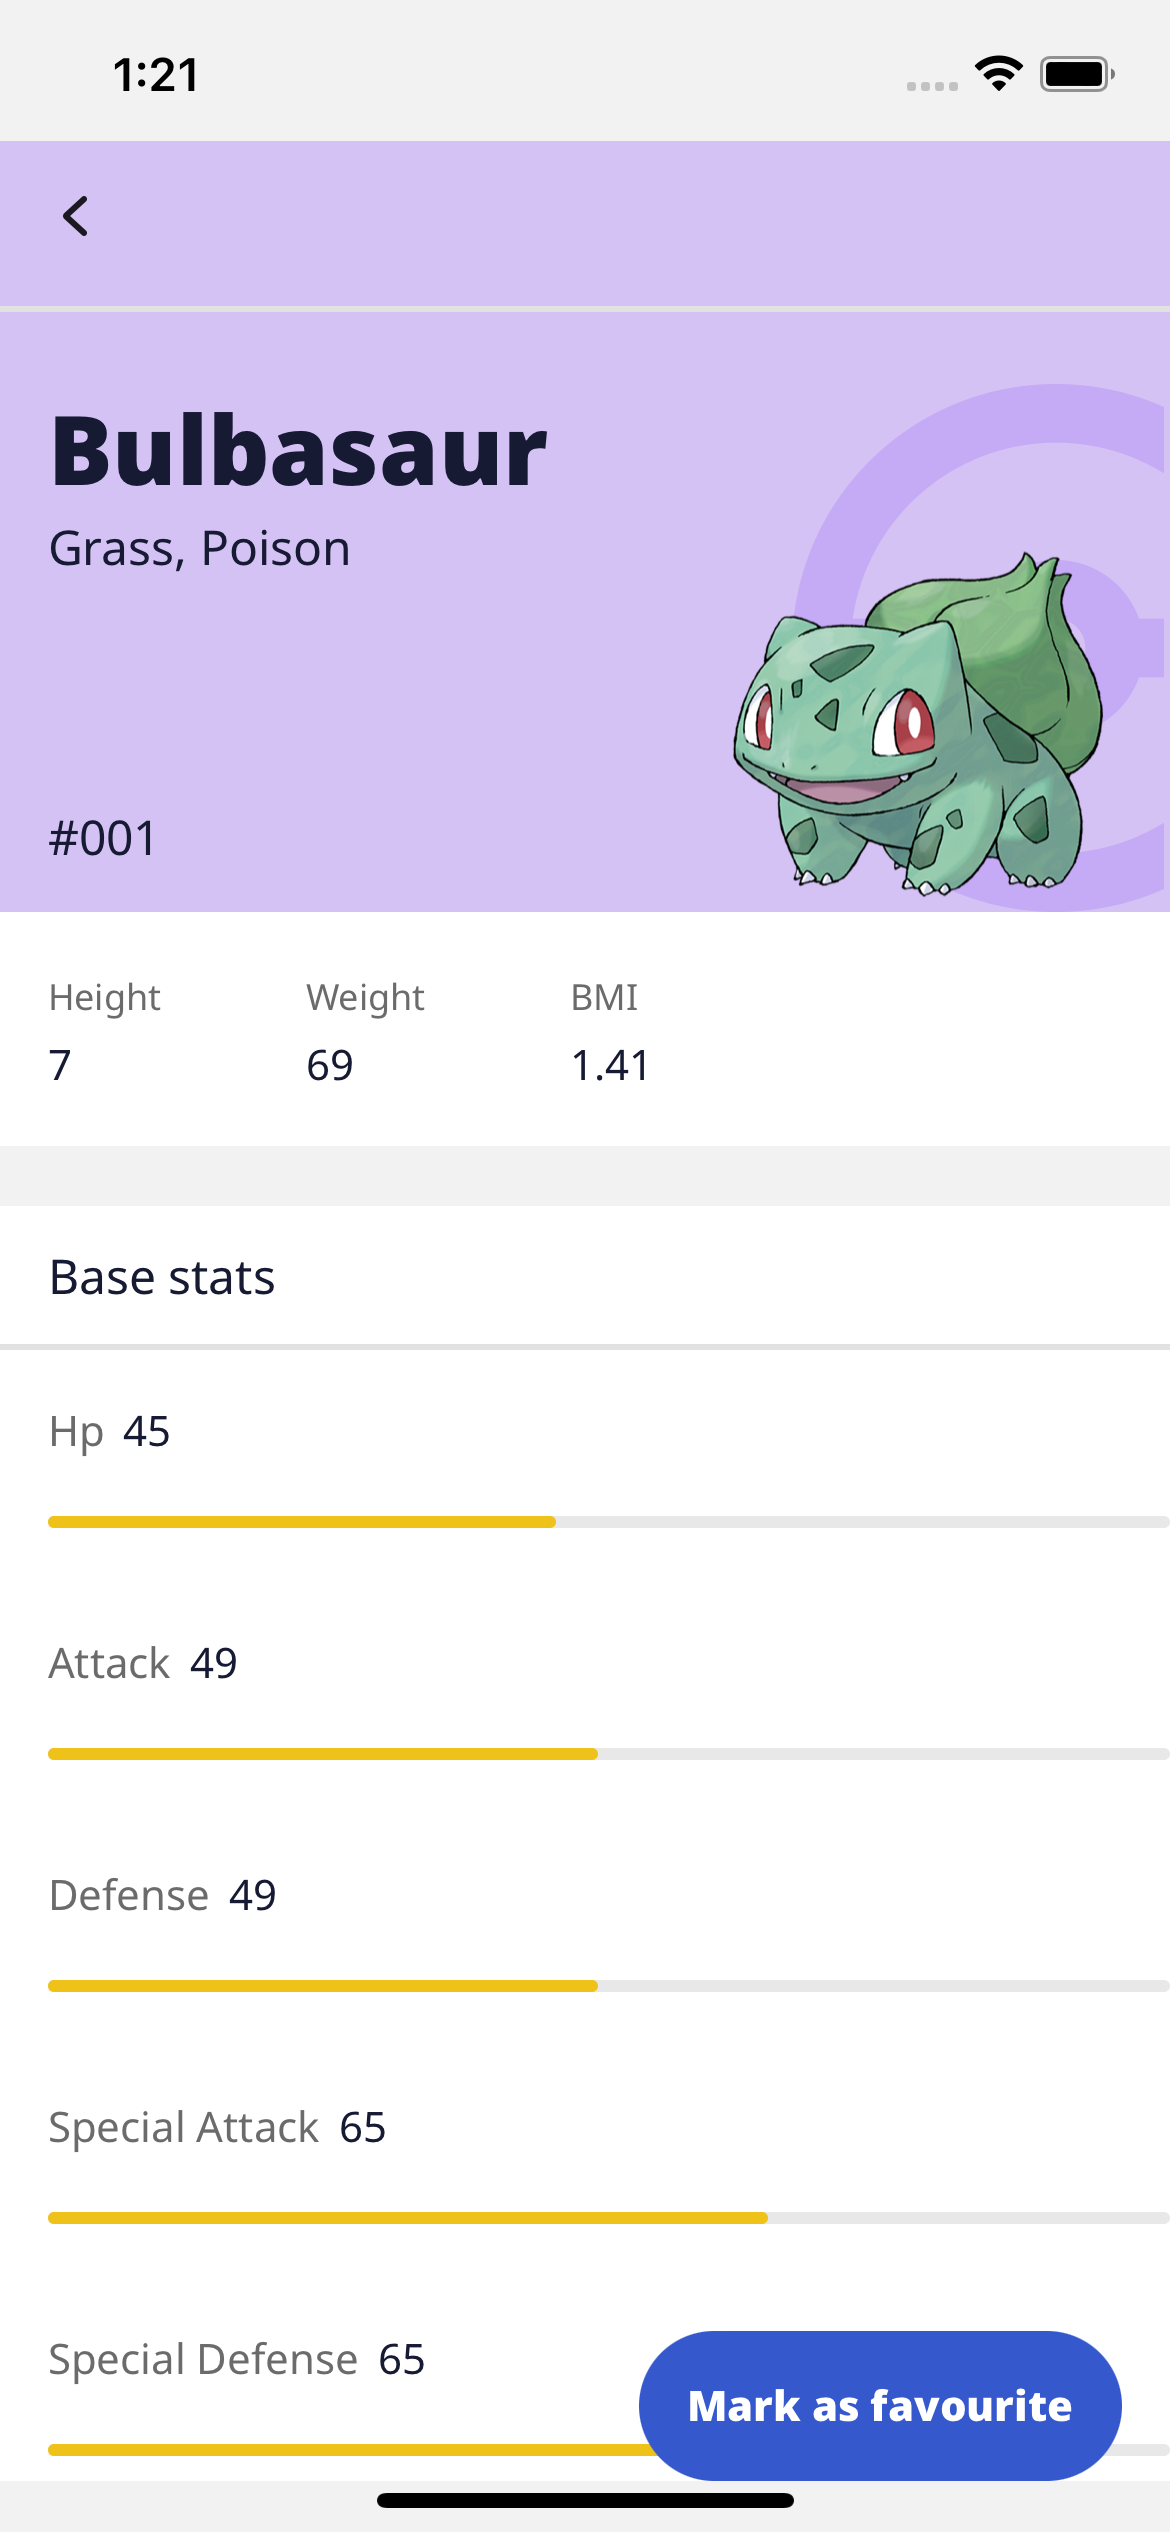 1:21
Bulbasaur
Grass, Poison
#001
Height Weight BMI
7 69 1.41
Base stats
Hp 45
Attack 49
Defense 49
Special Attack 65
Special Defense 65
Mark as favourite